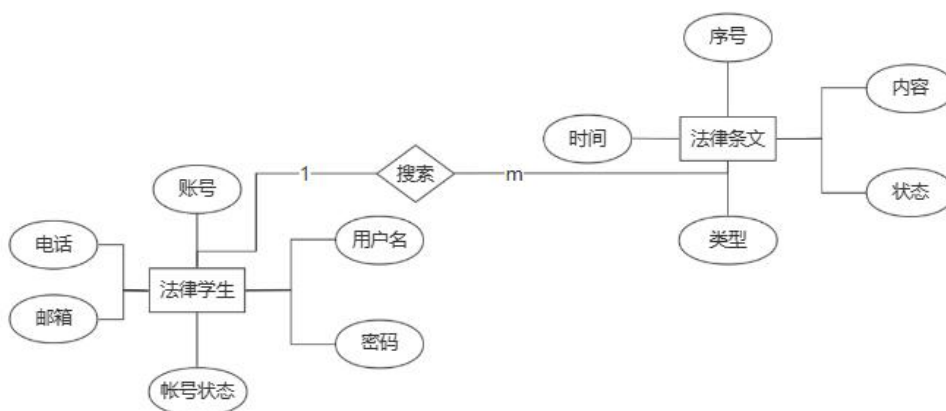 序号
内容
时间
法律条文
1
搜索
m
账号
状态
电话
用户名
类型
法律学生
邮箱
密码
帐号状态